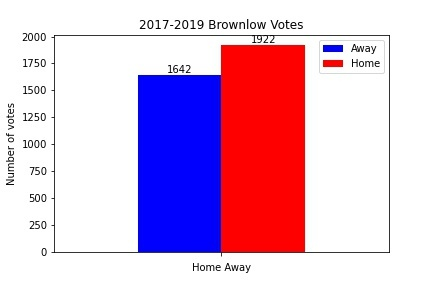 2017-2019 Brownlow Votes
Number of votes
2000
1750
1500
1250
1000
750
500
250
0
1642
1922
Away
Home
Home Away